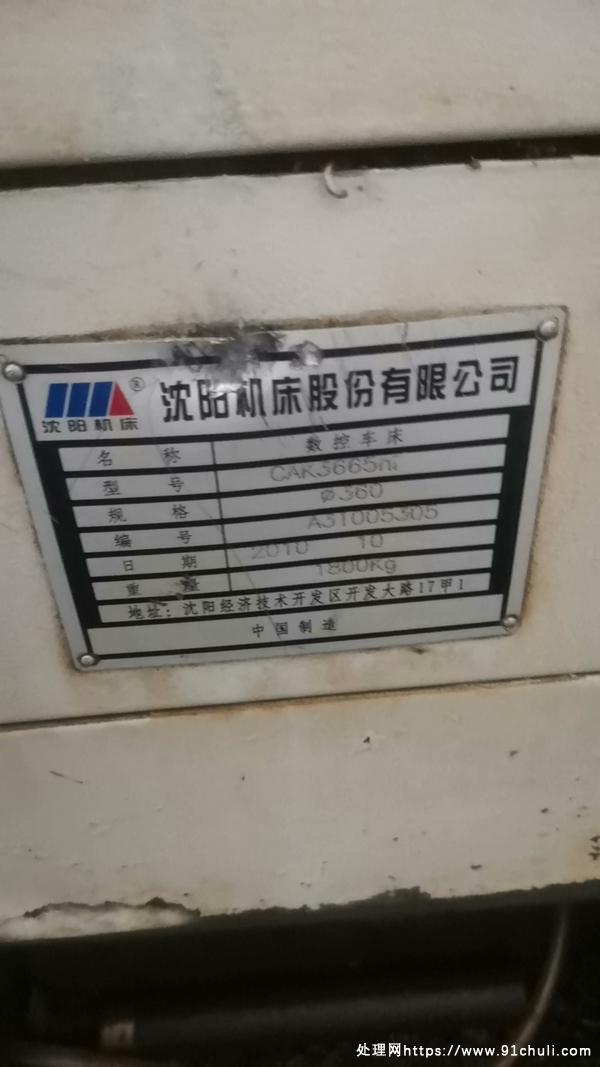 沈阳机床® 沈阳机床股份有限公司
名 称 数控车床
型 号 CAK3665ni
规 格 Ø360
编 号 A31005305
日 期 2010 10
重 量 1800Kg
地址: 沈阳经济技术开发区开发大路17甲1
中国制造
处理网https://www.91chuli.com